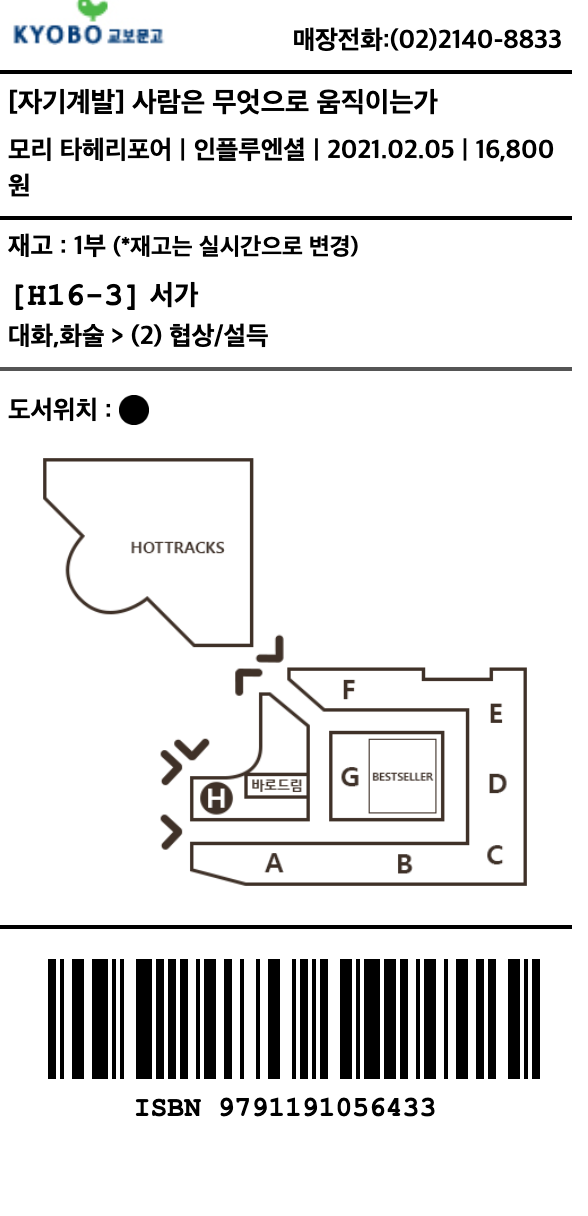 KYOBO 교보문고
매장전화:(02)2140-8833
[자기계발] 사람은 무엇으로 움직이는가
모리 타헤리포어 | 인플루엔셜 | 2021.02.05 | 16,800
원
재고 : 1부 (*재고는 실시간으로 변경)
[H16-3] 서가
대화,화술 > (2) 협상/설득
도서위치 :
HOTTRACKS
F
E
G
BESTSELLER
D
바로드림
H
A
B
C
ISBN 9791191056433